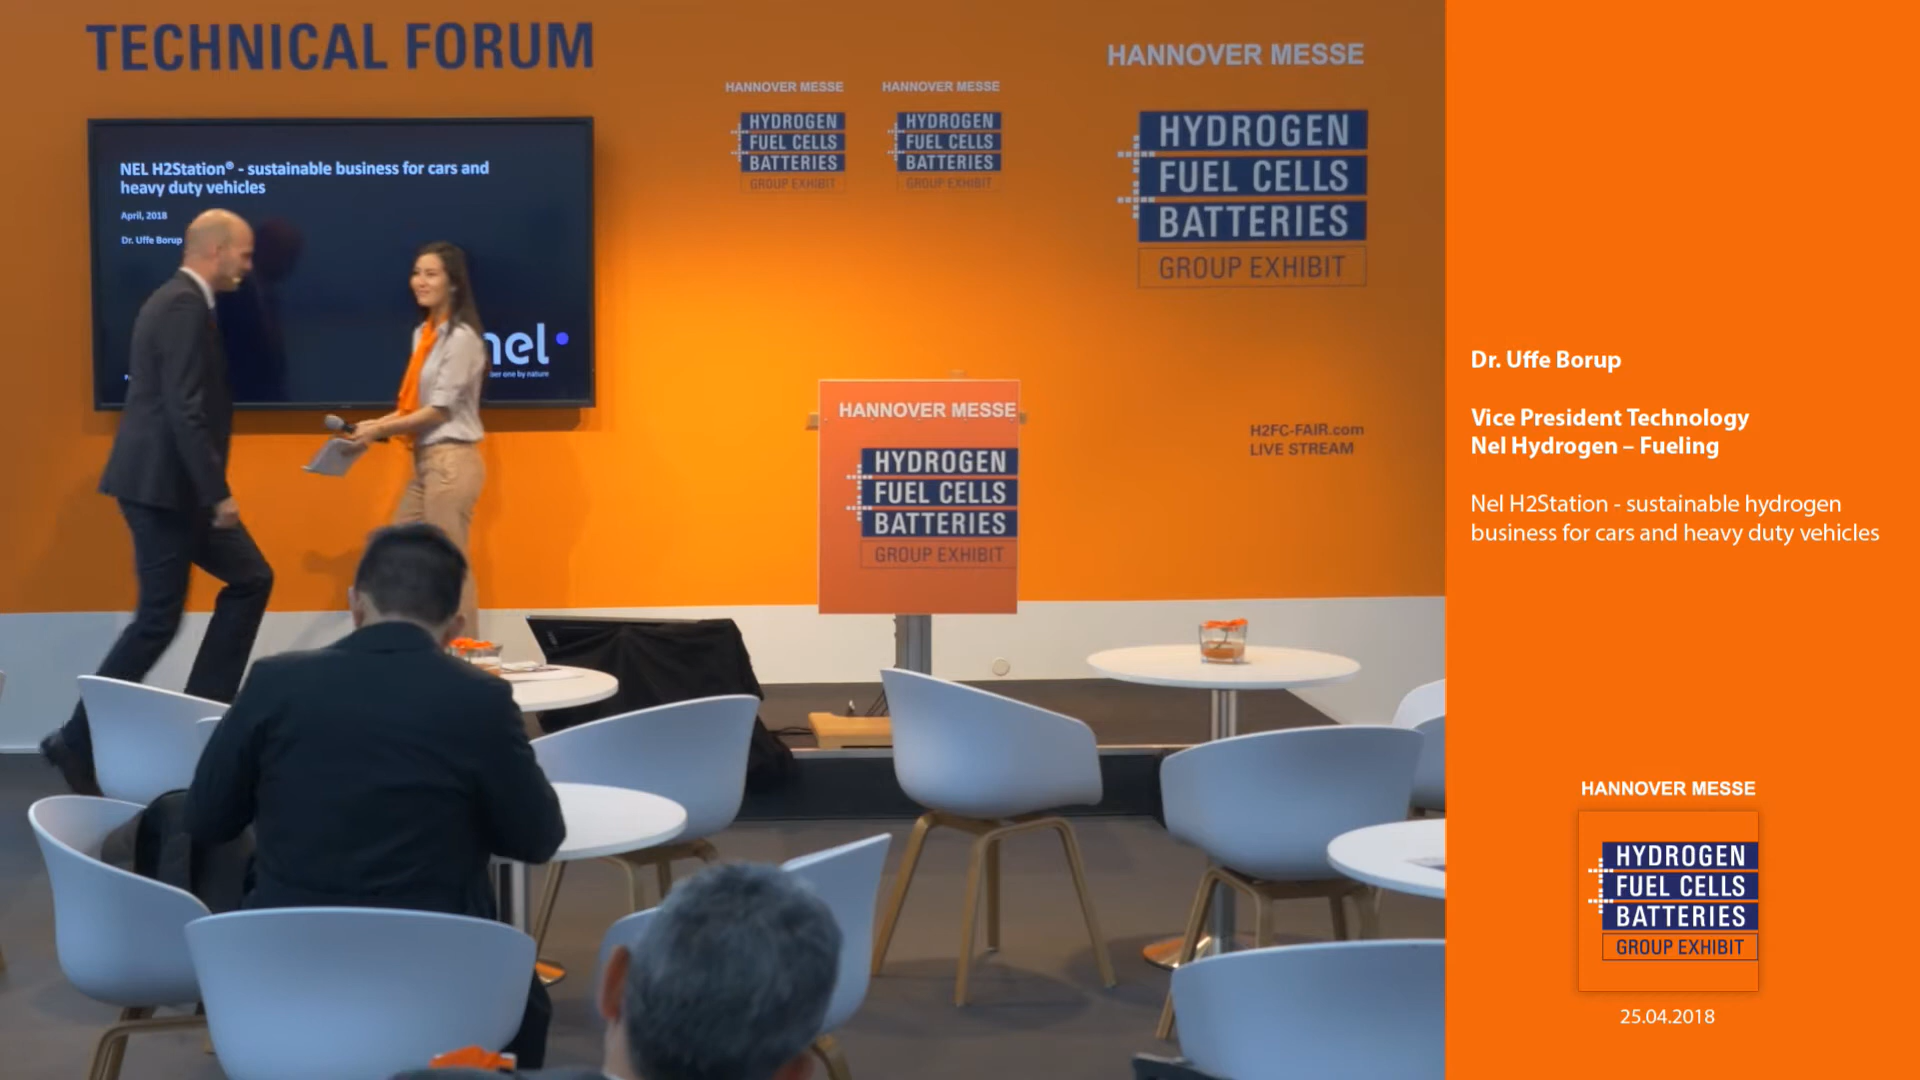 TECHNICAL FORUM
NEL H2Station® - sustainable business for cars and
heavy duty vehicles
April, 2018
Dr. Uffe Borup
nel
one by nature
HANNOVER MESSE
HYDROGEN
FUEL CELLS
BATTERIES
GROUP EXHIBIT
HANNOVER MESSE
HYDROGEN
FUEL CELLS
BATTERIES
GROUP EXHIBIT
HANNOVER MESSE
HYDROGEN
FUEL CELLS
BATTERIES
GROUP EXHIBIT
HANNOVER MESSE
HYDROGEN
FUEL CELLS
BATTERIES
GROUP EXHIBIT
H2FC-FAIR.com
LIVE STREAM
Dr. Uffe Borup
Vice President Technology
Nel Hydrogen – Fueling
Nel H2Station - sustainable hydrogen
business for cars and heavy duty vehicles
HANNOVER MESSE
HYDROGEN
FUEL CELLS
BATTERIES
GROUP EXHIBIT
25.04.2018